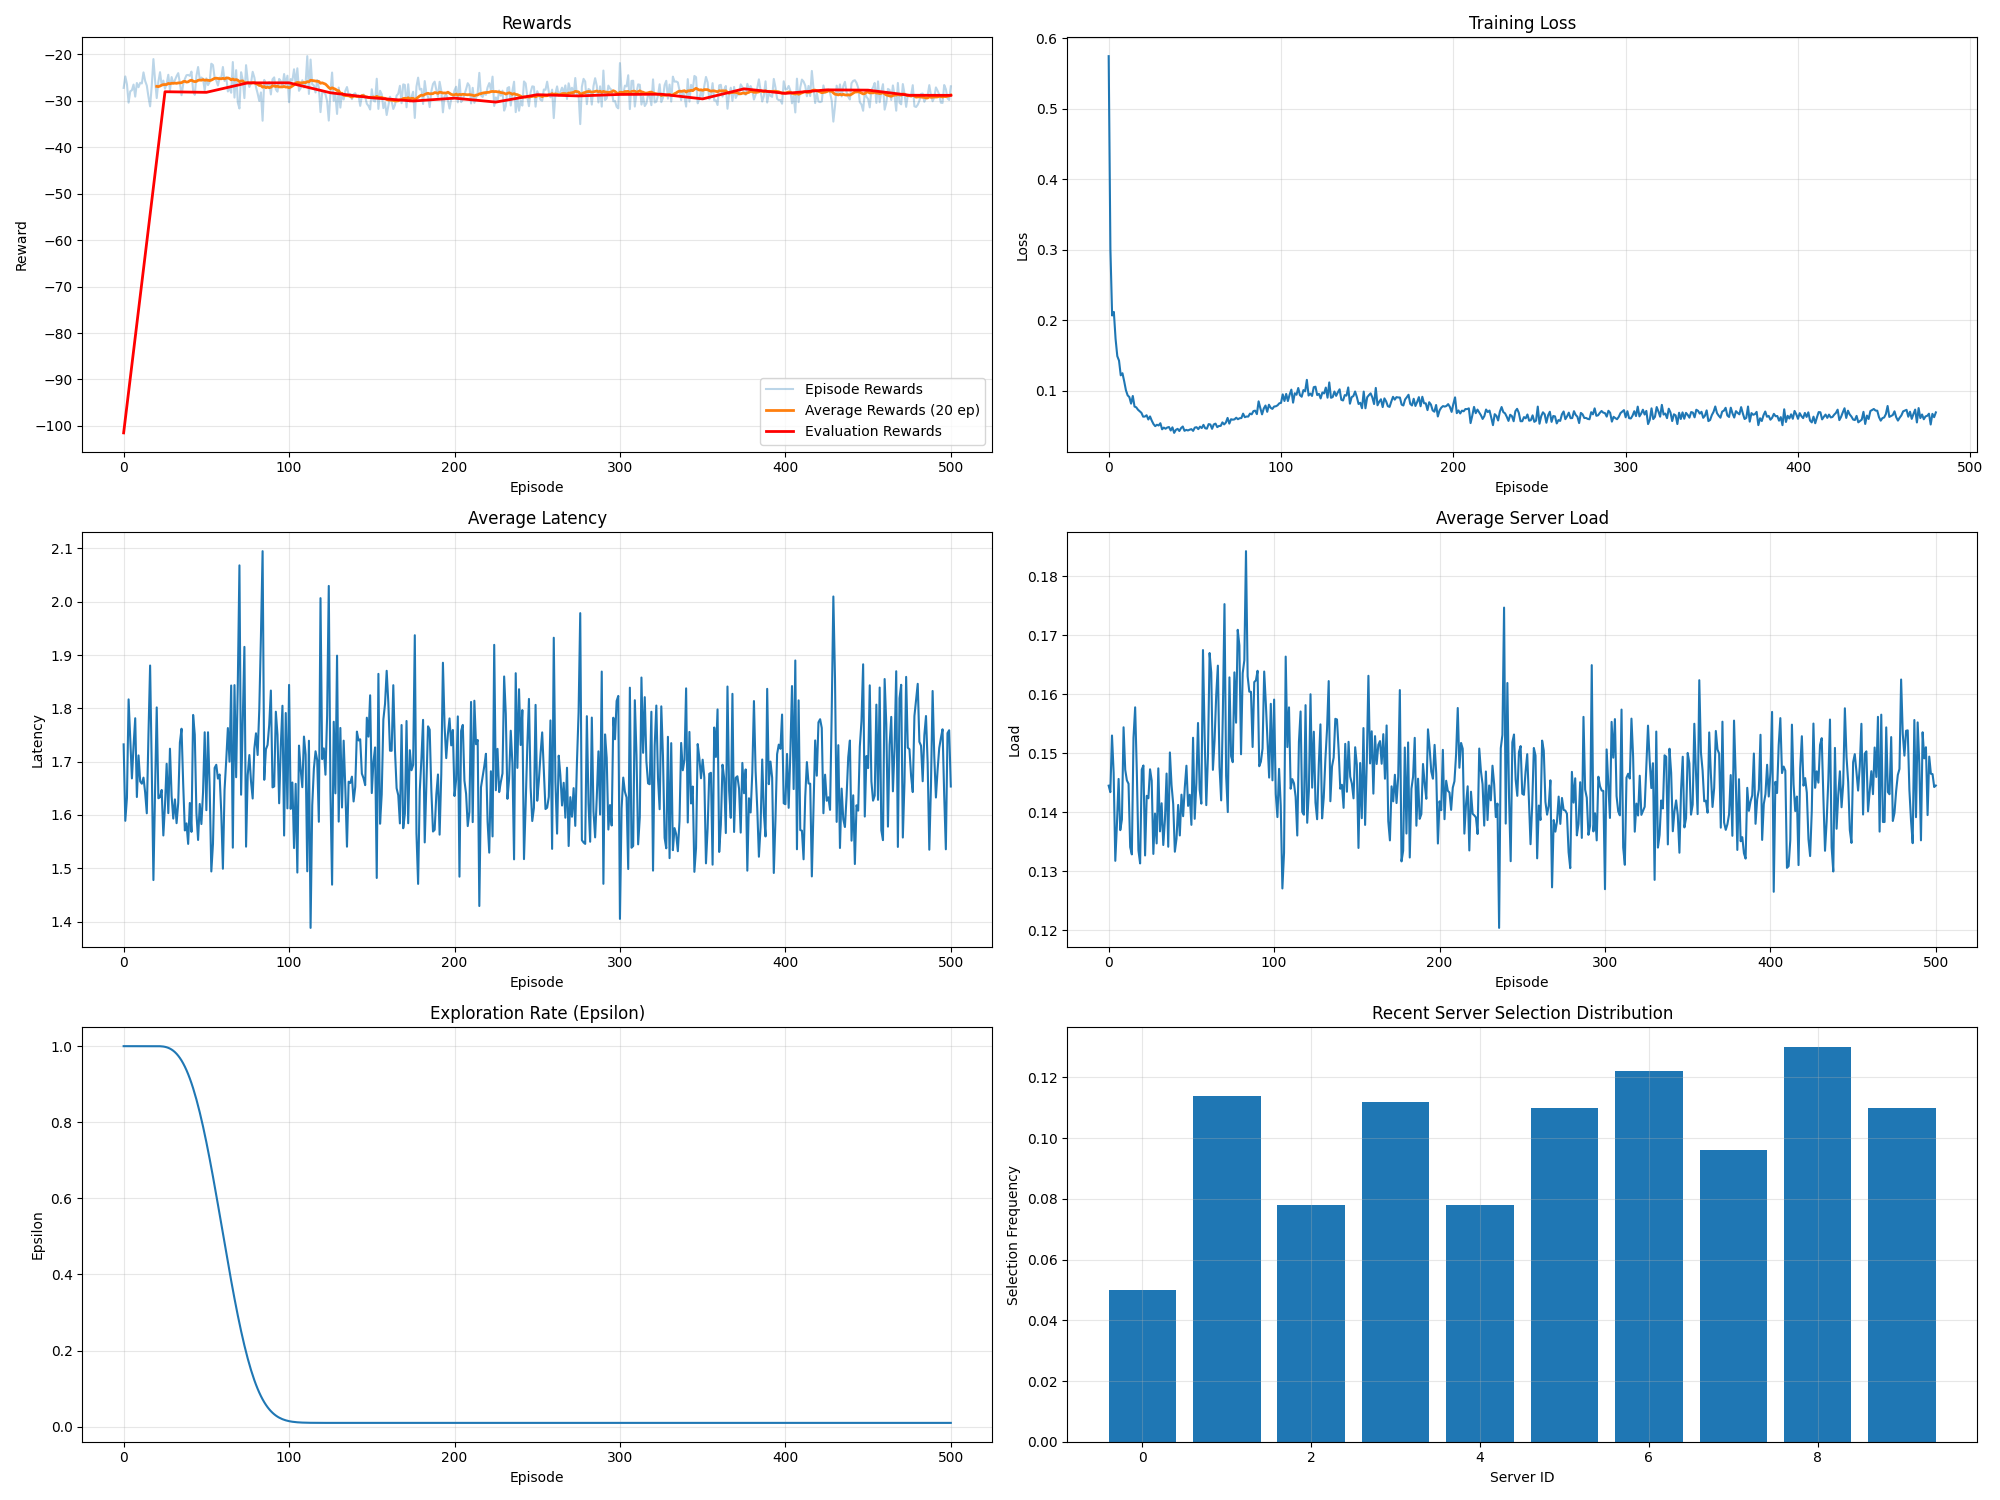 Rewards
−20
−30
−40
−50
−60
−70
−80
−90
−100
Reward
0 100 200 300 400 500
Episode
Episode Rewards
Average Rewards (20 ep)
Evaluation Rewards
Training Loss
0.6
0.5
0.4
0.3
0.2
0.1
Loss
0 100 200 300 400 500
Episode
Average Latency
2.1
2.0
1.9
1.8
1.7
1.6
1.5
1.4
Latency
0 100 200 300 400 500
Episode
Average Server Load
0.18
0.17
0.16
0.15
0.14
0.13
0.12
Load
0 100 200 300 400 500
Episode
Exploration Rate (Epsilon)
1.0
0.8
0.6
0.4
0.2
0.0
Epsilon
0 100 200 300 400 500
Episode
Recent Server Selection Distribution
0.12
0.10
0.08
0.06
0.04
0.02
0.00
Selection Frequency
0 2 4 6 8
Server ID